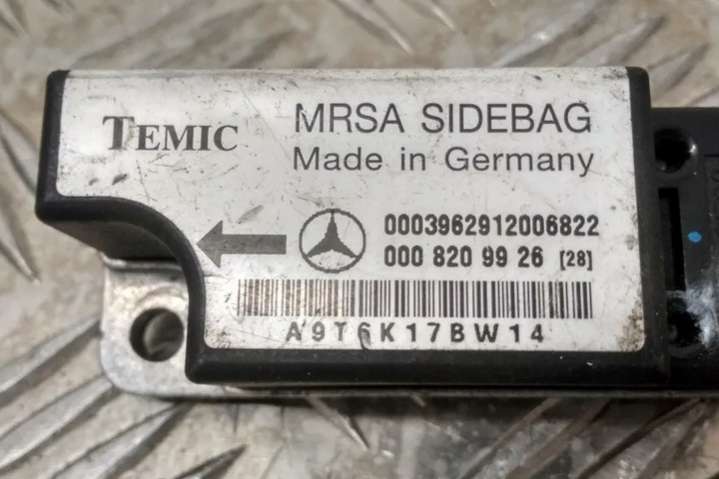 TEMIC
MRSA SIDEBAG
Made in Germany
0003962912006822
000 820 99 26 [28]
A9T6K17BW14